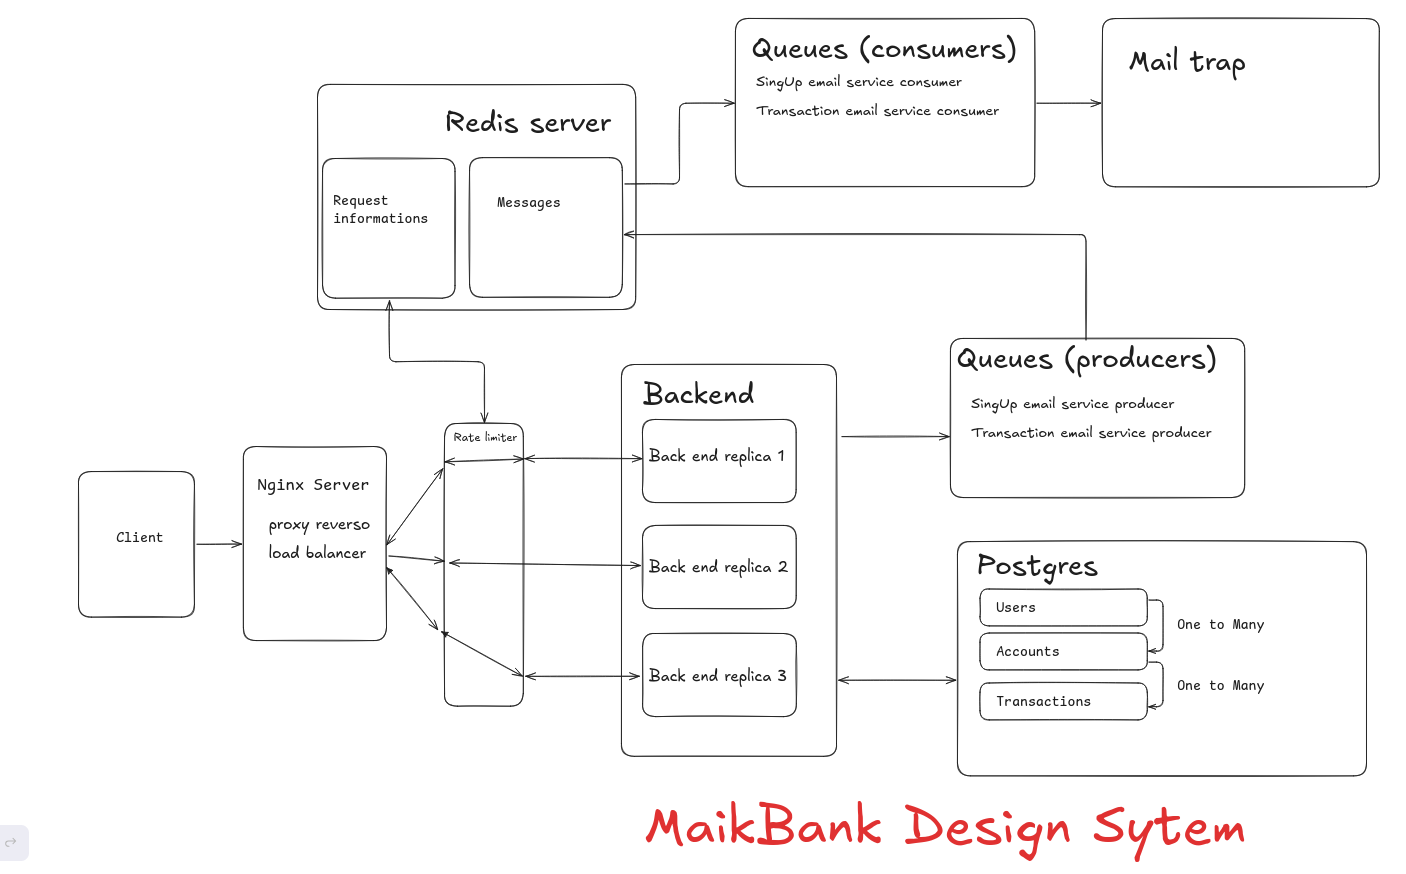 Queues (consumers)
SingUp email service consumer
Transaction email service consumer
Mail trap
Redis server
Request
informations
Messages
Queues (producers)
SingUp email service producer
Transaction email service producer
Backend
Back end replica 1
Back end replica 2
Back end replica 3
Rate limiter
Nginx Server
proxy reverso
load balancer
Client
Postgres
Users
One to Many
Accounts
One to Many
Transactions
MaikBank Design Sytem